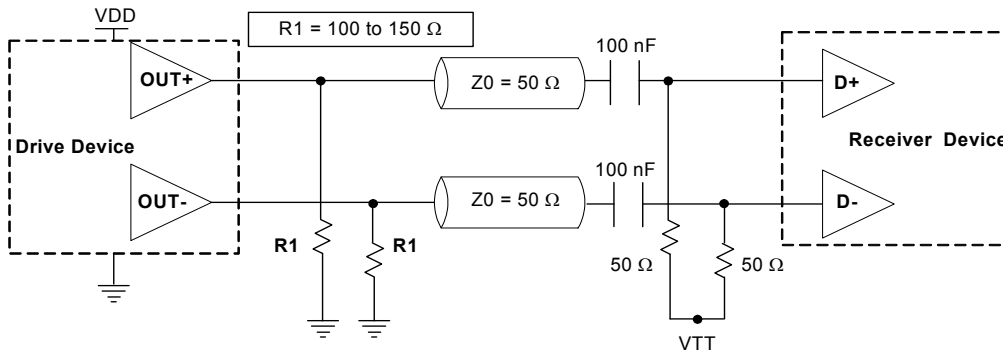 VDD
R1 = 100 to 150 Ω
100 nF
OUT+
Z0 = 50 Ω
D+
Drive Device
Receiver Device
100 nF
OUT-
Z0 = 50 Ω
D-
R1
R1
50 Ω
50 Ω
VTT